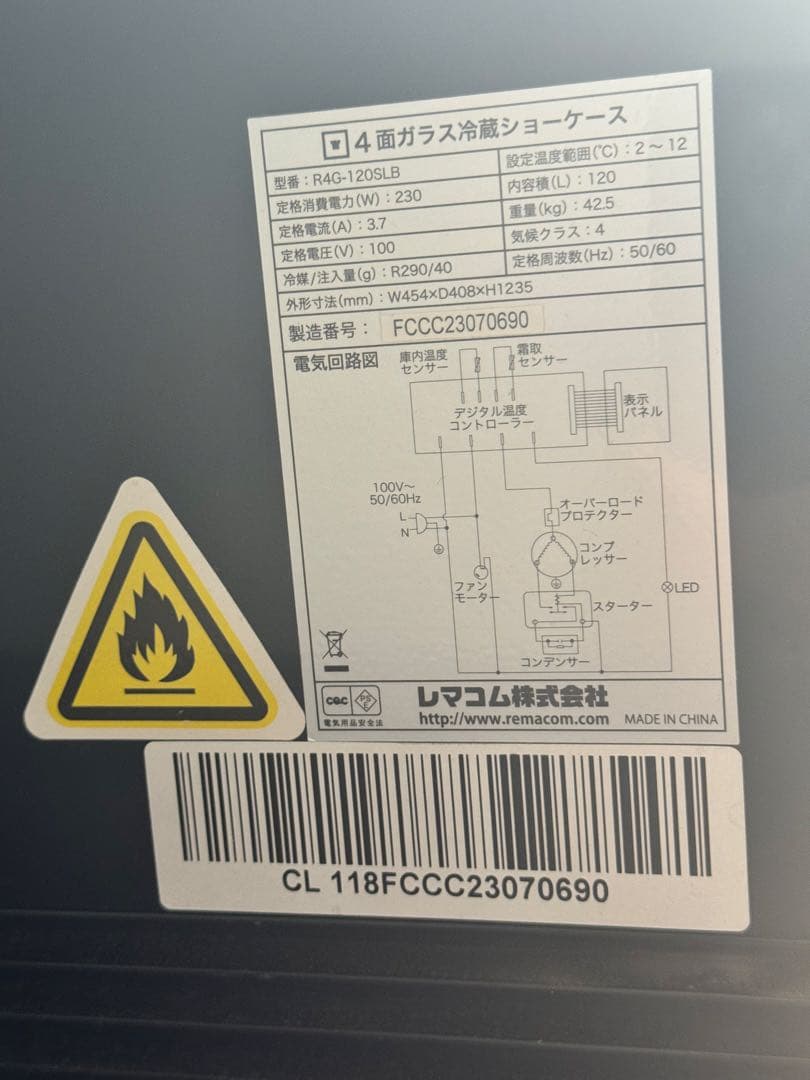 4面ガラス冷蔵ショーケース
型番：R4G-120SLB
設定温度範囲(℃)：2～12
定格消費電力(W)：230
内容積(L)：120
定格電流(A)：3.7
重量(kg)：42.5
定格電圧(V)：100
気候クラス：4
冷媒/注入量(g)：R290/40
定格周波数(Hz)：50/60
外形寸法(mm)：W454×D408×H1235
製造番号：FCCC23070690
電気回路図
庫内温度
センサー
霜取
センサー
デジタル温度
コントローラー
表示
パネル
100V～
50/60Hz
L
N
オーバーロード
プロテクター
コンプ
レッサー
ファン
モーター
LED
スターター
コンデンサー
CQC
PS
E
電気用品安全法
レマコム株式会社
http://www.remacom.com
MADE IN CHINA
CL 118FCCC23070690